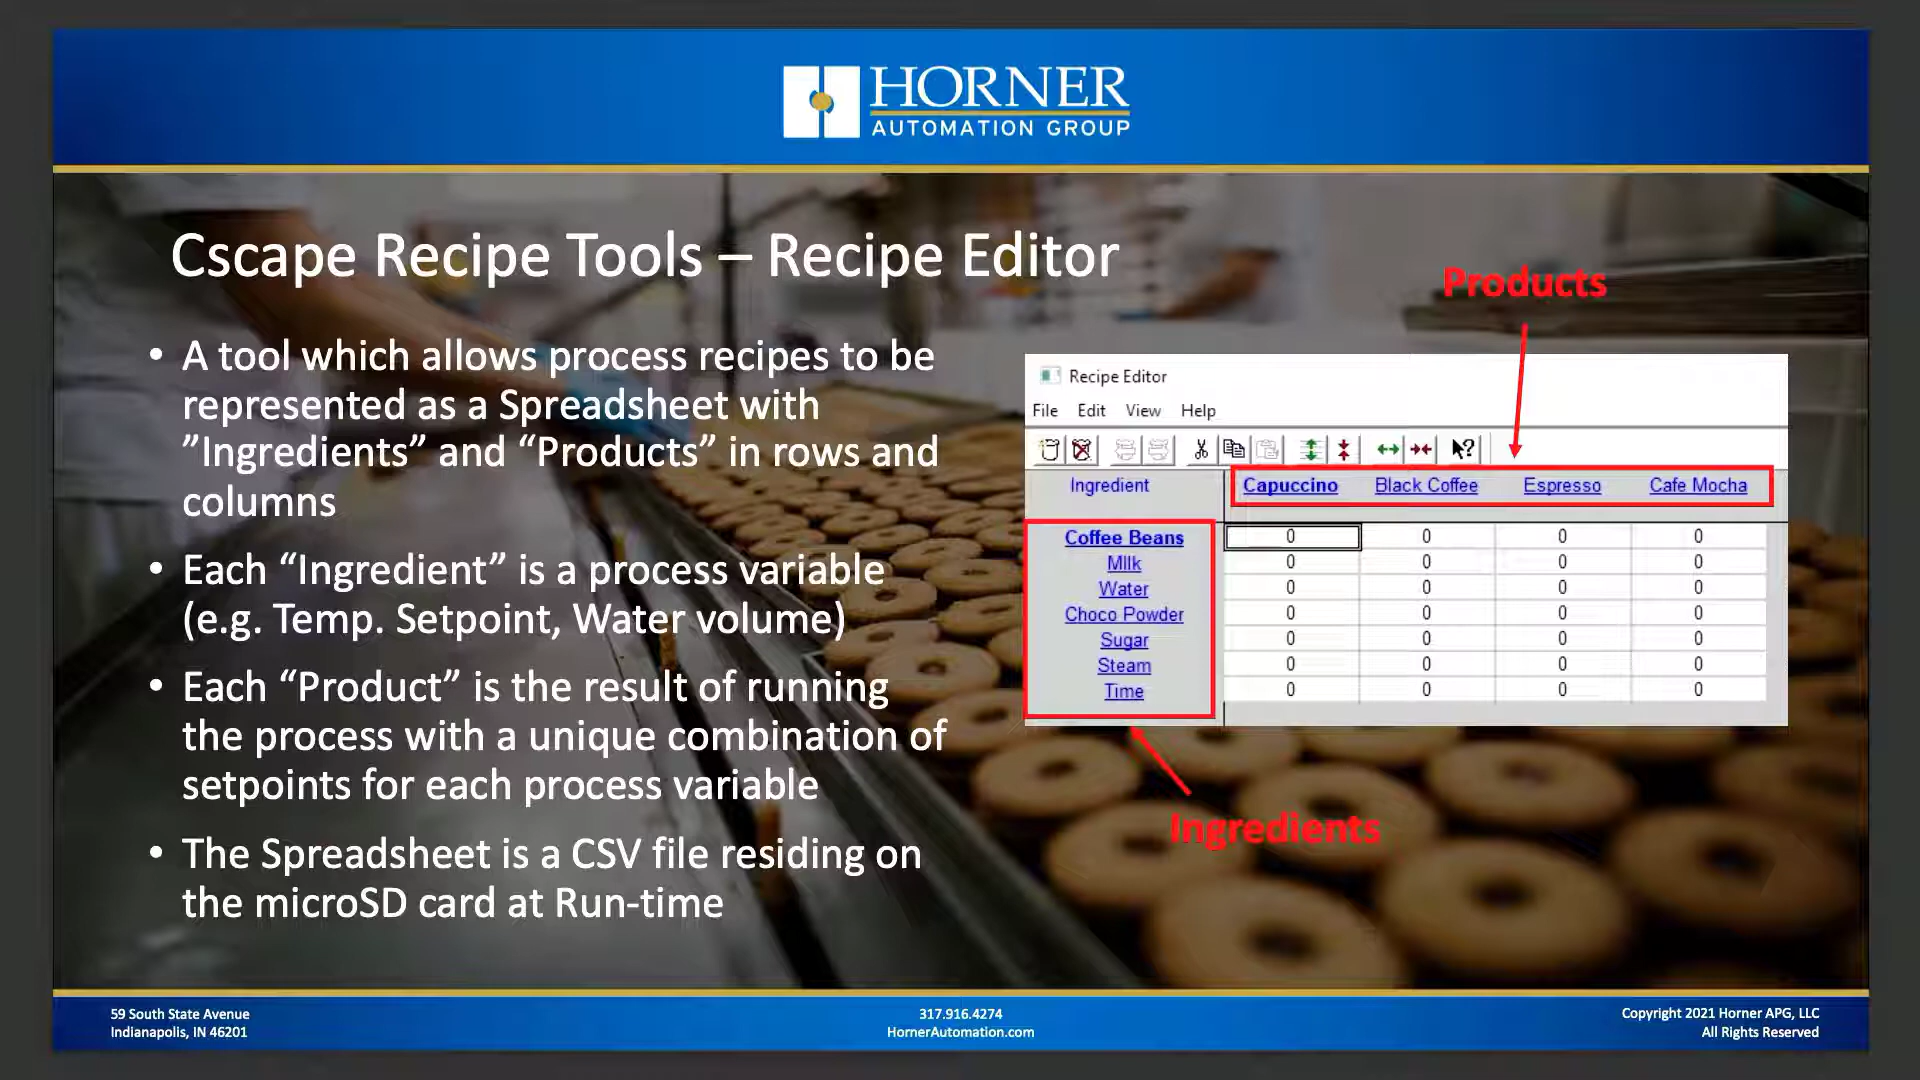 HORNER
AUTOMATION GROUP
Cscape Recipe Tools – Recipe Editor
• A tool which allows process recipes to be
represented as a Spreadsheet with
”Ingredients” and “Products” in rows and
columns
• Each “Ingredient” is a process variable
(e.g. Temp. Setpoint, Water volume)
• Each “Product” is the result of running
the process with a unique combination of
setpoints for each process variable
• The Spreadsheet is a CSV file residing on
the microSD card at Run-time
Products
Recipe Editor
File Edit View Help
Ingredient Capuccino Black Coffee Espresso Cafe Mocha
Coffee Beans 0 0 0 0
MIlk 0 0 0 0
Water 0 0 0 0
Choco Powder 0 0 0 0
Sugar 0 0 0 0
Steam 0 0 0 0
Time 0 0 0 0
Ingredients
59 South State Avenue
Indianapolis, IN 46201
317.916.4274
HornerAutomation.com
Copyright 2021 Horner APG, LLC
All Rights Reserved